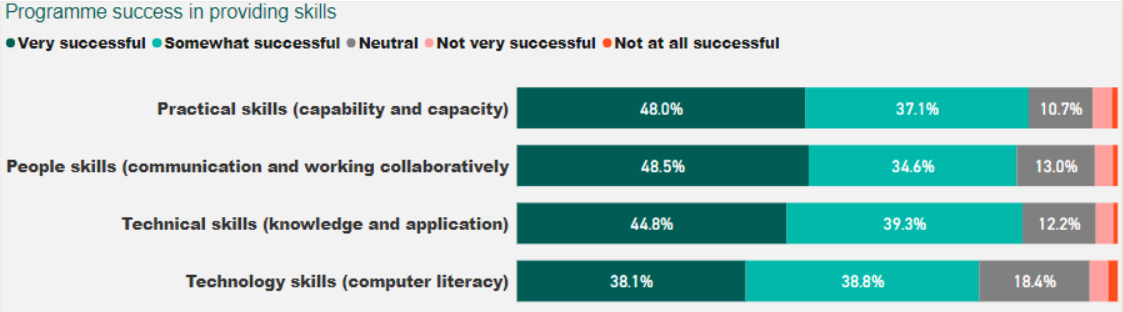 Programme success in providing skills
Very successful Somewhat successful Neutral Not very successful Not at all successful
Practical skills (capability and capacity) 48.0% 37.1% 10.7%
People skills (communication and working collaboratively 48.5% 34.6% 13.0%
Technical skills (knowledge and application) 44.8% 39.3% 12.2%
Technology skills (computer literacy) 38.1% 38.8% 18.4%